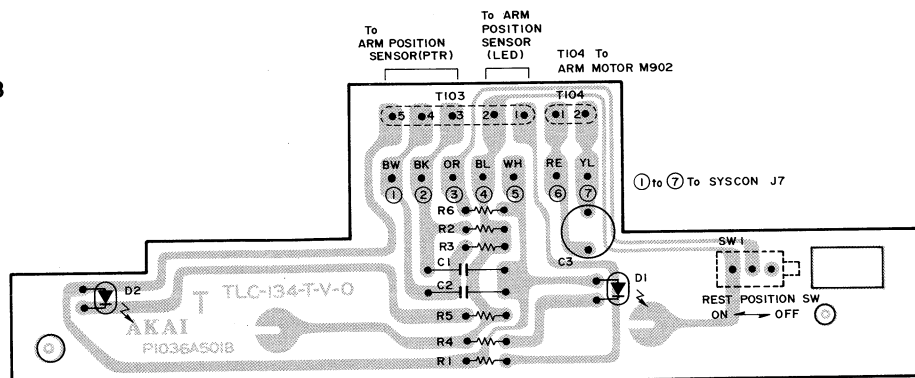 To
ARM POSITION
SENSOR(PTR)
To ARM
POSITION
SENSOR
(LED)
T104 To
ARM MOTOR M902
T103
T104
5 4 3 2 1
1 2
BW BK OR BL WH RE YL
① ② ③ ④ ⑤ ⑥ ⑦
① to ⑦ To SYSCON J7
R6
R2
R3
C1
C2
C3
R5
R4
R1
D2
D1
SW1
REST POSITION SW
ON OFF
T TLC-134-T-V-0
AKAI
P1036A501B